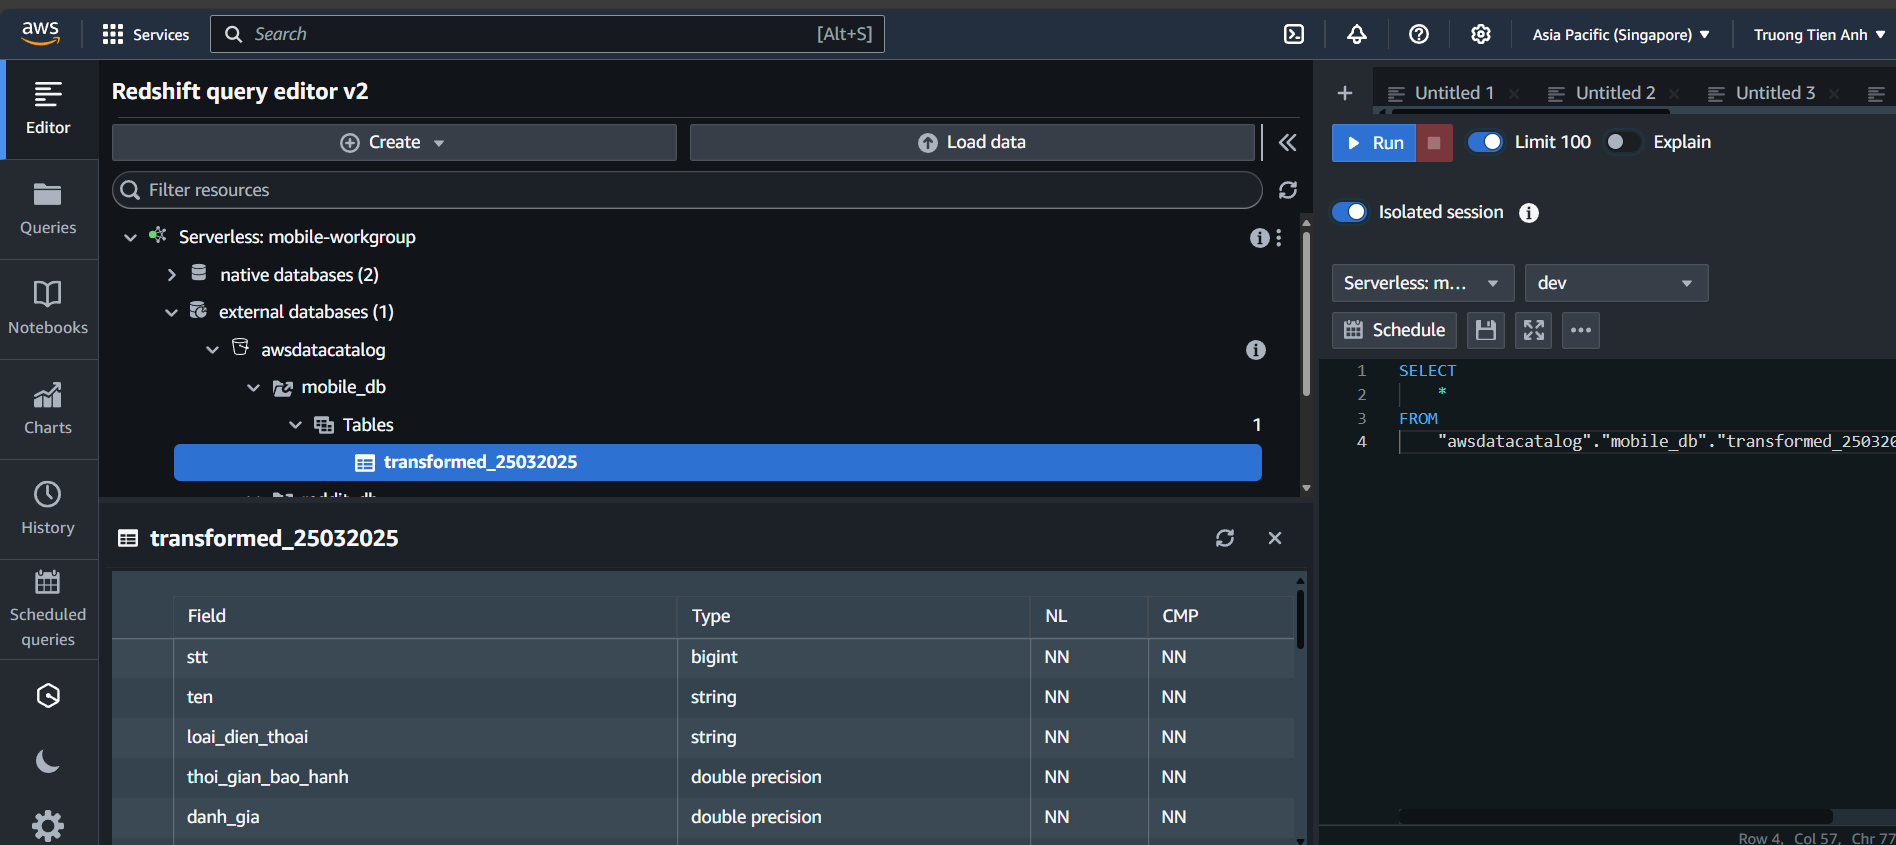 aws
Services
Search
[Alt+S]
Asia Pacific (Singapore)
Truong Tien Anh
Editor
Queries
Notebooks
Charts
History
Scheduled
queries
Redshift query editor v2
Create
Load data
Filter resources
Serverless: mobile-workgroup
native databases (2)
external databases (1)
awsdatacatalog
mobile_db
Tables
1
transformed_25032025
transformed_25032025
Field Type NL CMP
stt bigint NN NN
ten string NN NN
loai_dien_thoai string NN NN
thoi_gian_bao_hanh double precision NN NN
danh_gia double precision NN NN
Untitled 1
Untitled 2
Untitled 3
Run
Limit 100
Explain
Isolated session
Serverless: m...
dev
Schedule
1 SELECT
2 *
3 FROM
4 "awsdatacatalog"."mobile_db"."transformed_250320
Row 4, Col 57, Chr 77